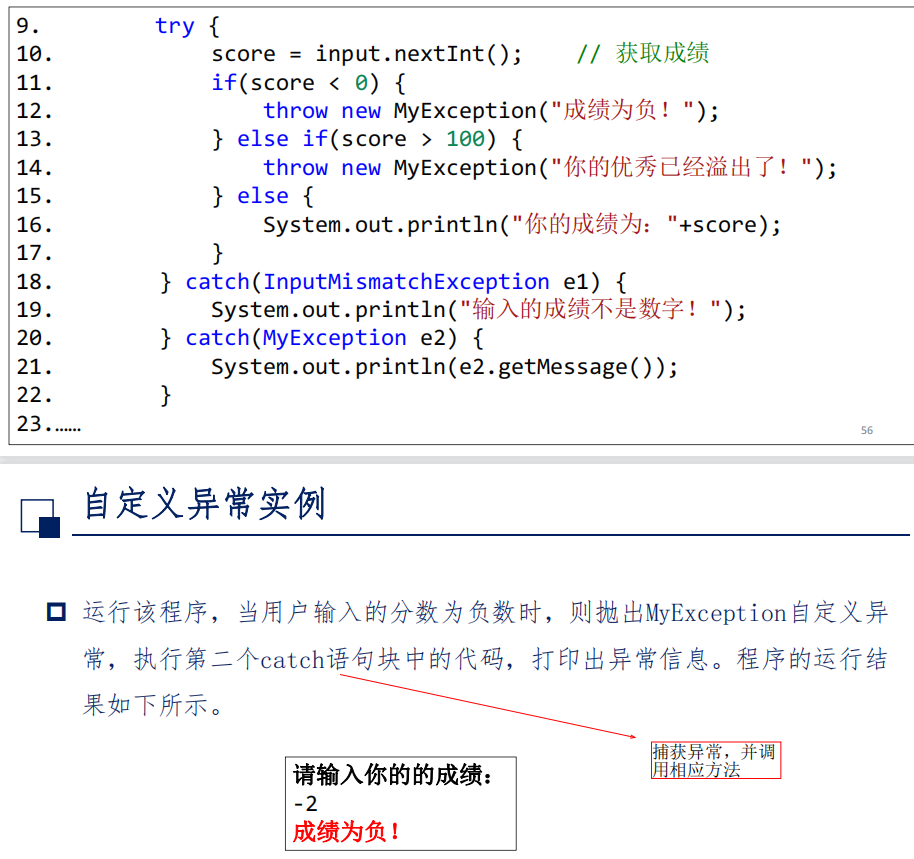 9. try {
10. score = input.nextInt(); // 获取成绩
11. if(score < 0) {
12. throw new MyException("成绩为负！");
13. } else if(score > 100) {
14. throw new MyException("你的优秀已经溢出了！");
15. } else {
16. System.out.println("你的成绩为："+score);
17. }
18. } catch(InputMismatchException e1) {
19. System.out.println("输入的成绩不是数字！");
20. } catch(MyException e2) {
21. System.out.println(e2.getMessage());
22. }
23.……
56
自定义异常实例
运行该程序，当用户输入的分数为负数时，则抛出MyException自定义异
常，执行第二个catch语句块中的代码，打印出异常信息。程序的运行结
果如下所示。
捕获异常，并调
用相应方法
请输入你的的成绩：
-2
成绩为负！